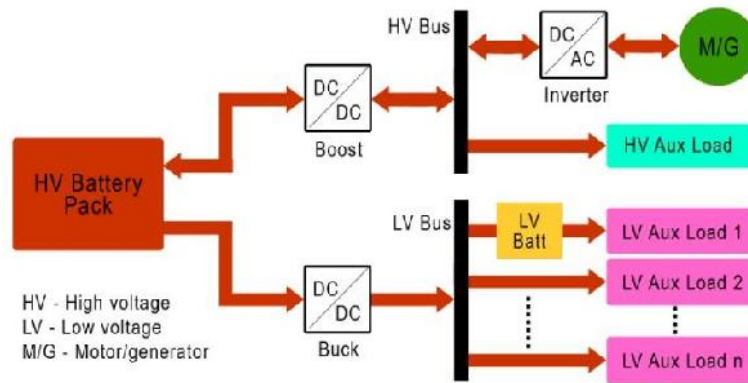 HV Bus
DC
AC
Inverter
M/G
DC
DC
Boost
HV Aux Load
HV Battery
Pack
LV Bus
LV
Batt
LV Aux Load 1
DC
DC
Buck
LV Aux Load 2
LV Aux Load n
HV - High voltage
LV - Low voltage
M/G - Motor/generator